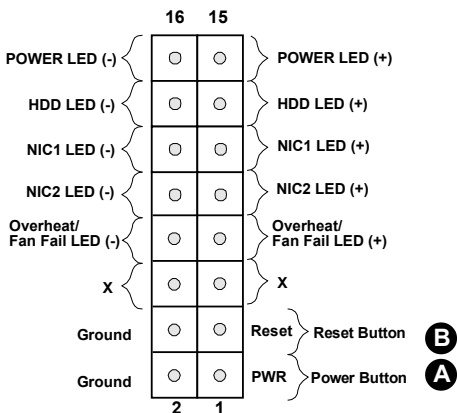 16 15
POWER LED (-) POWER LED (+)
HDD LED (-) HDD LED (+)
NIC1 LED (-) NIC1 LED (+)
NIC2 LED (-) NIC2 LED (+)
Overheat/ Overheat/
Fan Fail LED (-) Fan Fail LED (+)
X X
Ground Reset Reset Button B
Ground PWR Power Button A
2 1